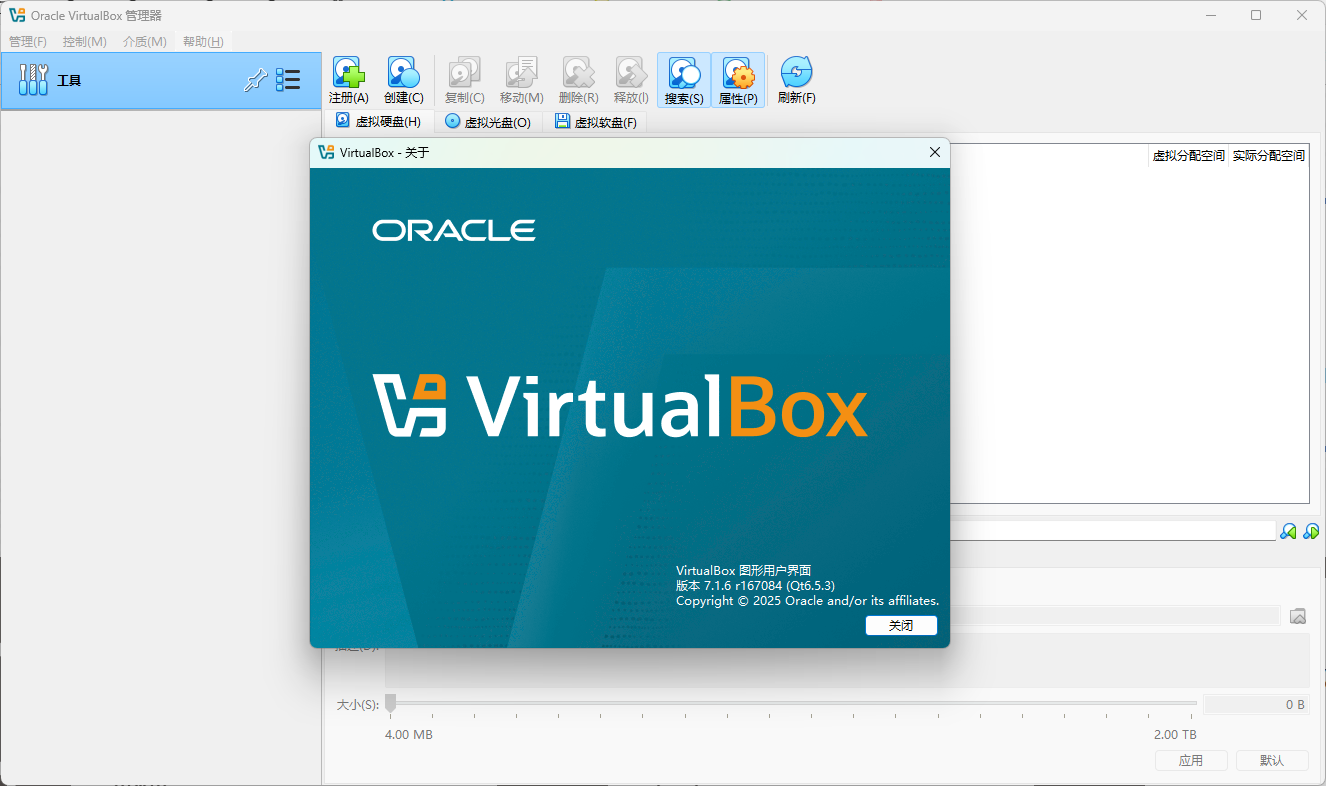 Oracle VirtualBox 管理器
管理(F) 控制(M) 介质(M) 帮助(H)
工具
注册(A) 创建(C) 复制(C) 移动(M) 删除(R) 释放(l) 搜索(S) 属性(P) 刷新(F)
虚拟硬盘(H) 虚拟光盘(O) 虚拟软盘(F)
VirtualBox - 关于
虚拟分配空间 实际分配空间
ORACLE
VirtualBox
VirtualBox 图形用户界面
版本 7.1.6 r167084 (Qt6.5.3)
Copyright © 2025 Oracle and/or its affiliates.
关闭
大小(S):
0 B
4.00 MB 2.00 TB
应用 默认